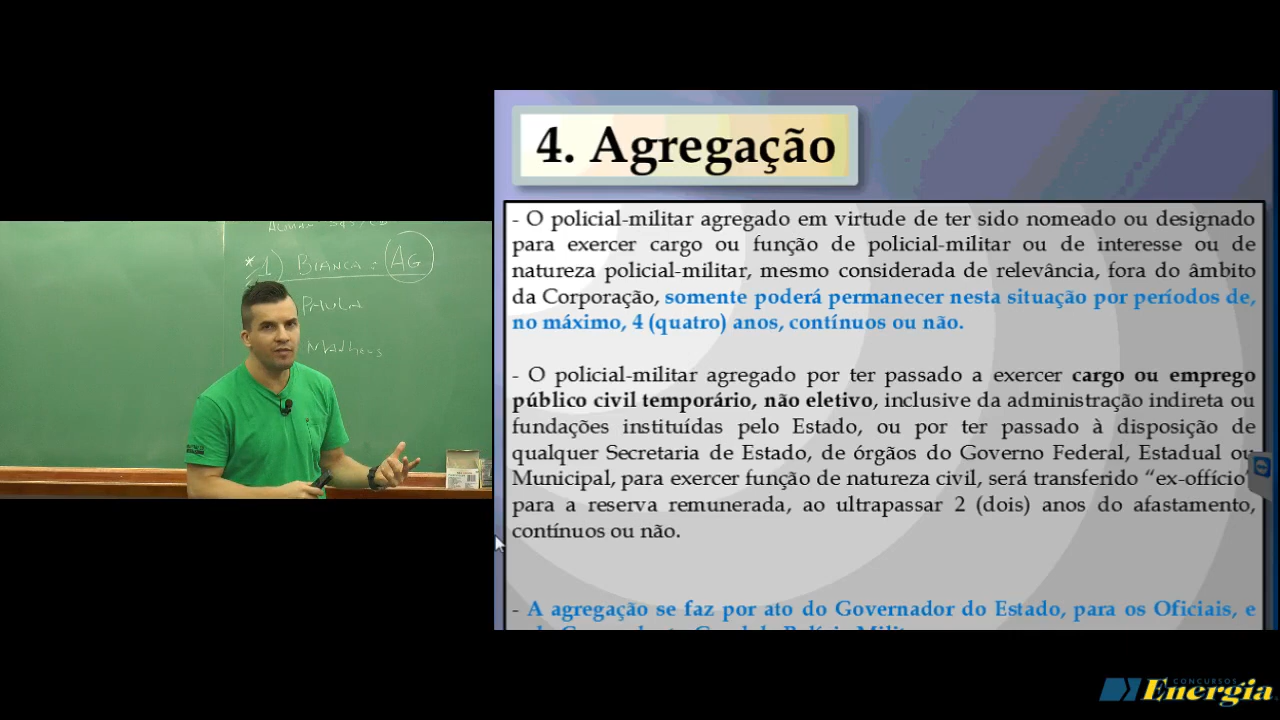 * 1) BIANCA : AG
4. Agregação
- O policial-militar agregado em virtude de ter sido nomeado ou designado
para exercer cargo ou função de policial-militar ou de interesse ou de
natureza policial-militar, mesmo considerada de relevância, fora do âmbito
da Corporação, somente poderá permanecer nesta situação por períodos de,
no máximo, 4 (quatro) anos, contínuos ou não.
- O policial-militar agregado por ter passado a exercer cargo ou emprego
público civil temporário, não eletivo, inclusive da administração indireta ou
fundações instituídas pelo Estado, ou por ter passado à disposição de
qualquer Secretaria de Estado, de órgãos do Governo Federal, Estadual ou
Municipal, para exercer função de natureza civil, será transferido “ex-offício
para a reserva remunerada, ao ultrapassar 2 (dois) anos do afastamento,
contínuos ou não.
- A agregação se faz por ato do Governador do Estado, para os Oficiais, e
CONCURSOS
Energia